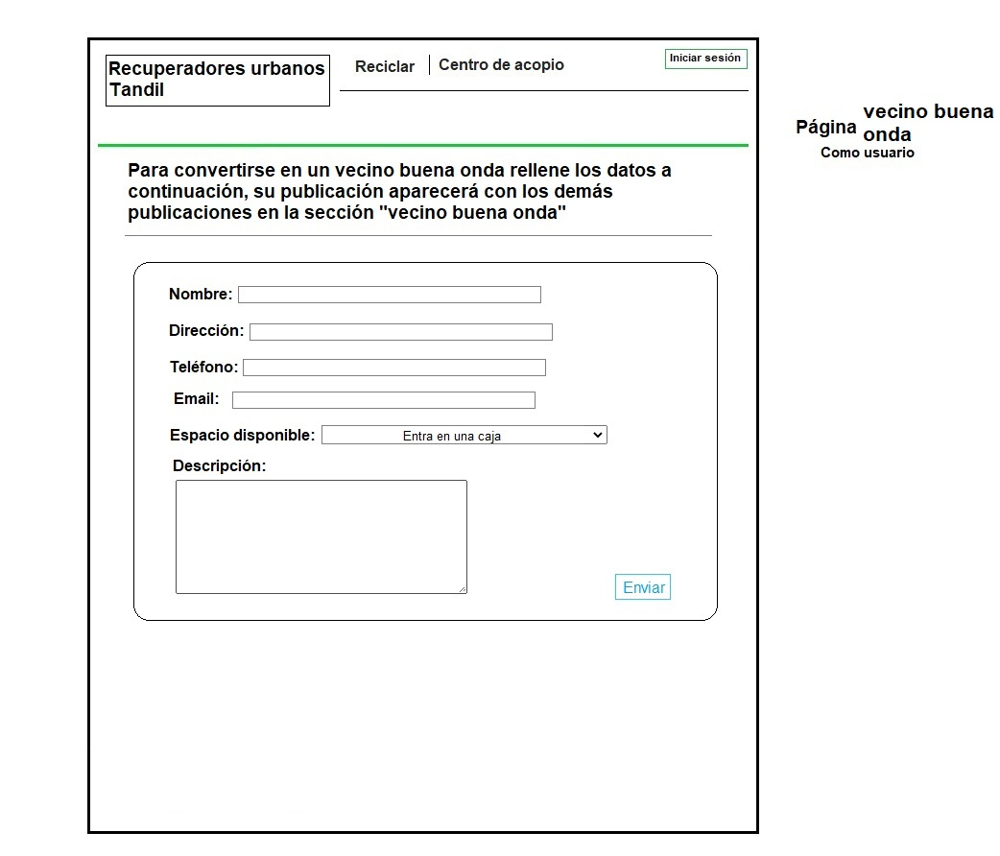 Recuperadores urbanos
Tandil
Reciclar
Centro de acopio
Iniciar sesión
Página
vecino buena
onda
Como usuario
Para convertirse en un vecino buena onda rellene los datos a
continuación, su publicación aparecerá con los demás
publicaciones en la sección "vecino buena onda"
Nombre:
Dirección:
Teléfono:
Email:
Espacio disponible: Entra en una caja
Descripción:
Enviar